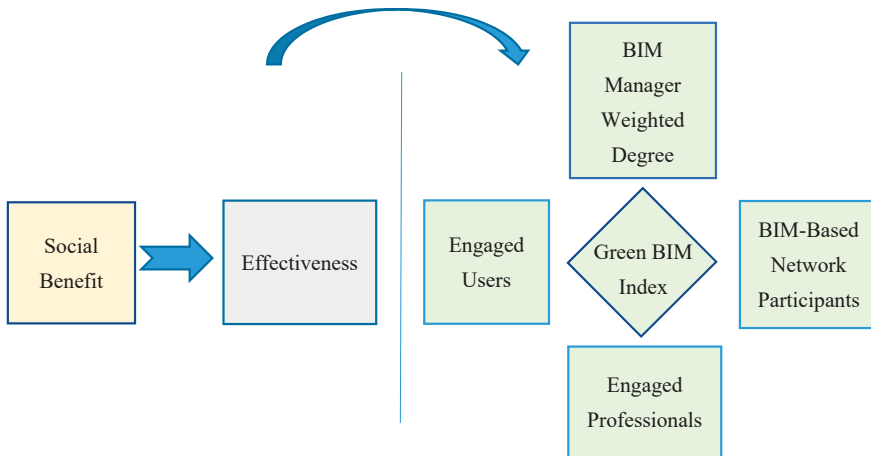 Social
Benefit
Effectiveness
BIM
Manager
Weighted
Degree
Engaged
Users
Green BIM
Index
BIM-Based
Network
Participants
Engaged
Professionals